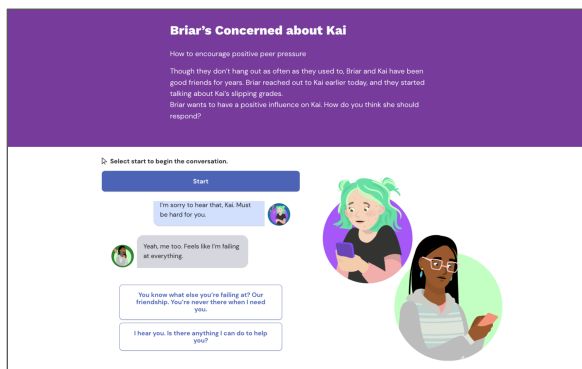 Briar's Concerned about Kai
How to encourage positive peer pressure
Though they don't hang out as often as they used to, Briar and Kai have been
good friends for years. Briar reached out to Kai earlier today, and they started
talking about Kai's slipping grades.
Briar wants to have a positive influence on Kai. How do you think she should
respond?
Select start to begin the conversation.
Start
I'm sorry to hear that, Kai. Must
be hard for you.
Yeah, me too. Feels like I'm failing
at everything.
You know what else you're failing at? Our
friendship. You're never there when I need
you.
I hear you. Is there anything I can do to help
you?